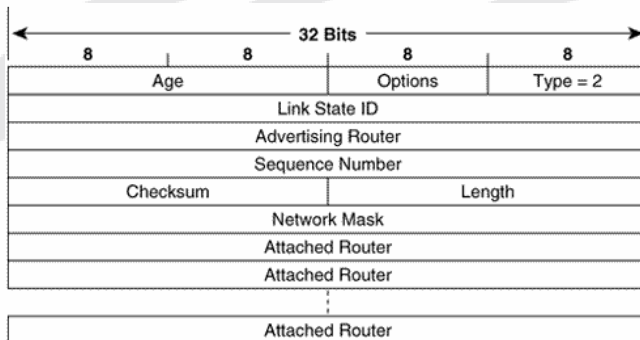 32 Bits
8 8 8 8
Age Options Type = 2
Link State ID
Advertising Router
Sequence Number
Checksum Length
Network Mask
Attached Router
Attached Router
Attached Router